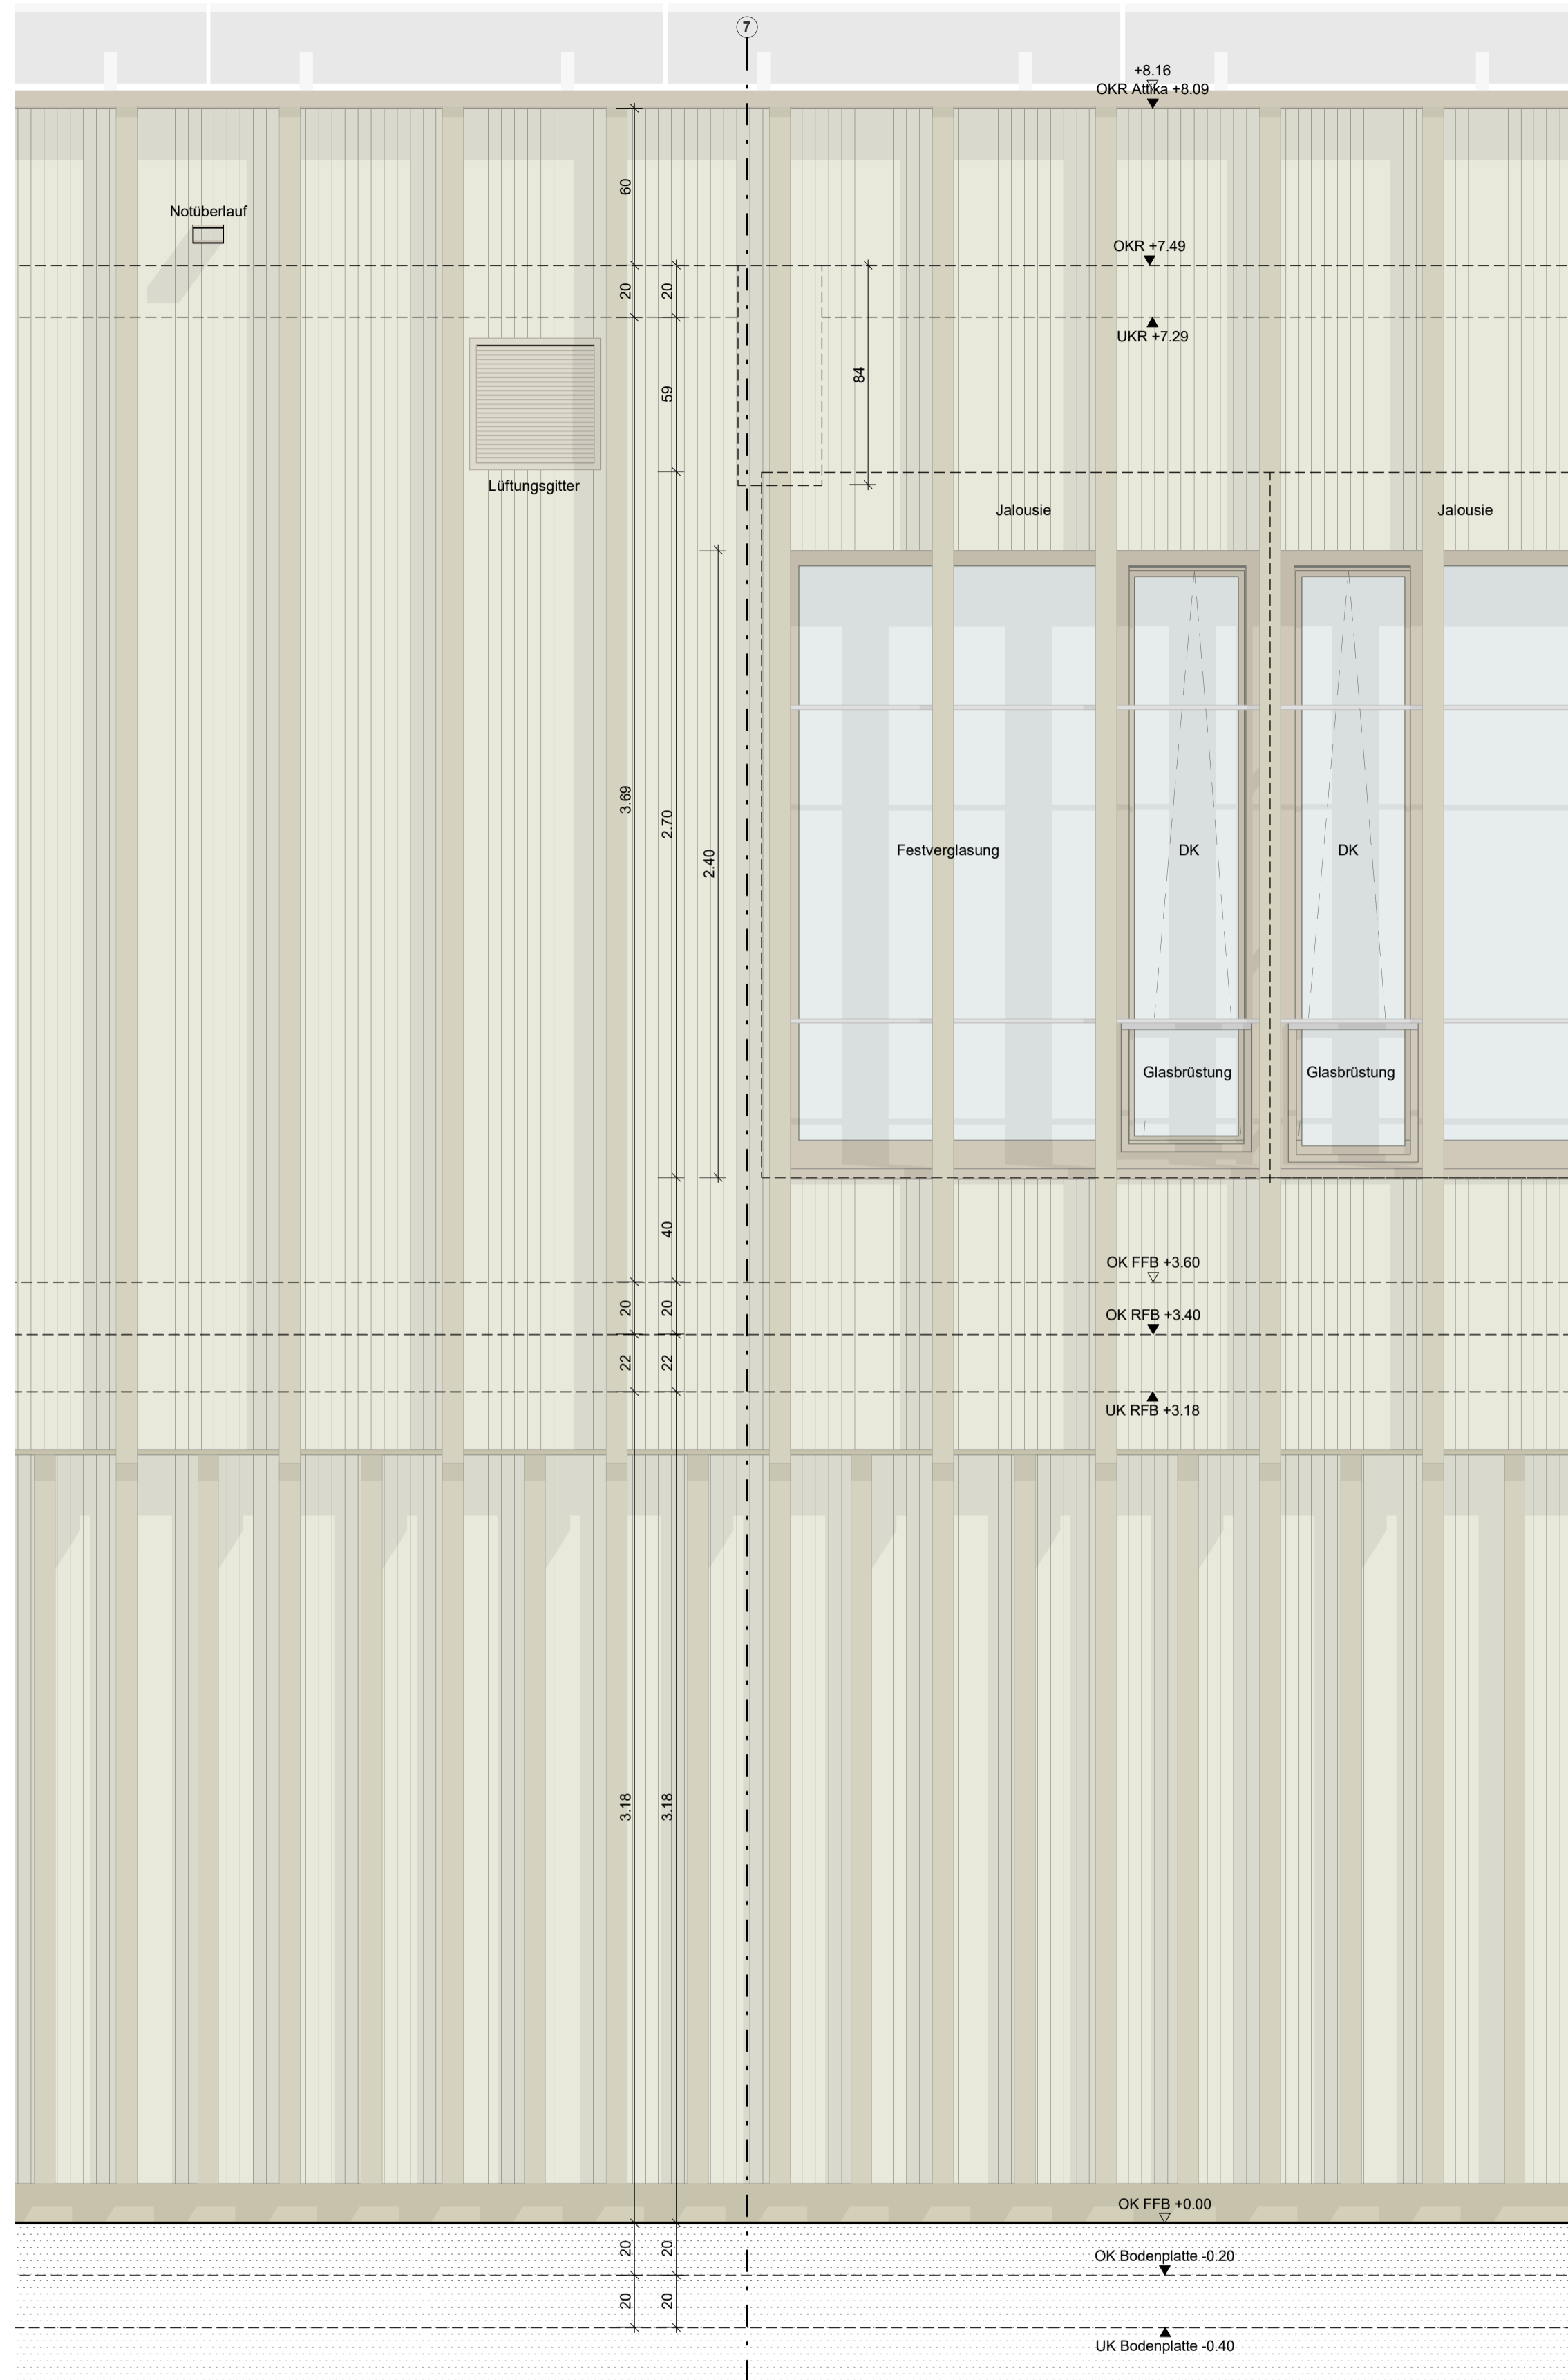 7
+8.16
OKR Attika +8.09
60
Notüberlauf
OKR +7.49
20
20
UKR +7.29
84
59
Lüftungsgitter
Jalousie
Jalousie
3.69
2.70
2.40
Festverglasung
DK
DK
Glasbrüstung
Glasbrüstung
40
OK FFB +3.60
20
20
OK RFB +3.40
22
22
UK RFB +3.18
3.18
3.18
OK FFB +0.00
20
20
OK Bodenplatte -0.20
20
20
UK Bodenplatte -0.40